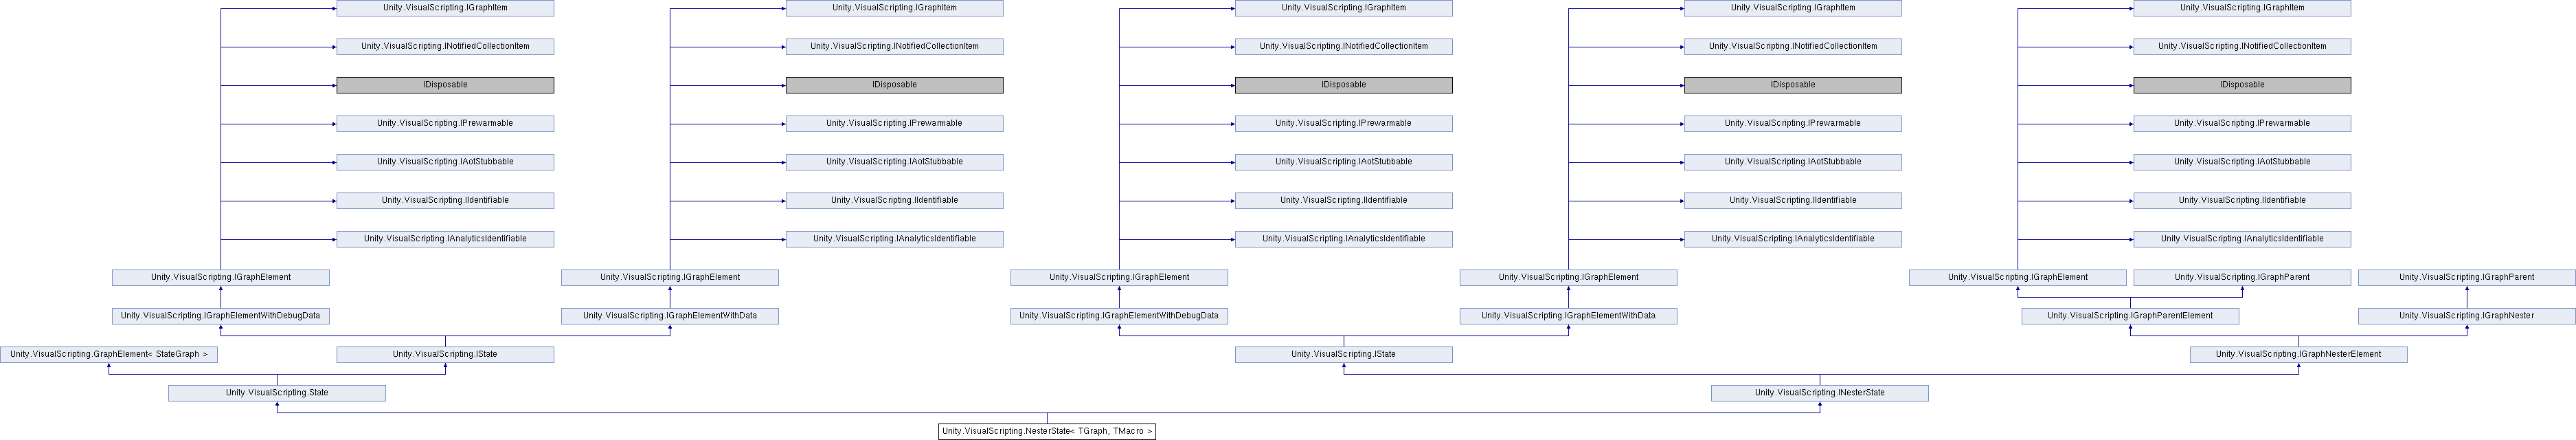 Unity.VisualScripting.IGraphItem Unity.VisualScripting.IGraphItem Unity.VisualScripting.IGraphItem Unity.VisualScripting.IGraphItem Unity.VisualScripting.IGraphItem
Unity.VisualScripting.INotifiedCollectionItem Unity.VisualScripting.INotifiedCollectionItem Unity.VisualScripting.INotifiedCollectionItem Unity.VisualScripting.INotifiedCollectionItem Unity.VisualScripting.INotifiedCollectionItem
IDisposable IDisposable IDisposable IDisposable IDisposable
Unity.VisualScripting.IPrewarmable Unity.VisualScripting.IPrewarmable Unity.VisualScripting.IPrewarmable Unity.VisualScripting.IPrewarmable Unity.VisualScripting.IPrewarmable
Unity.VisualScripting.IAotStubbable Unity.VisualScripting.IAotStubbable Unity.VisualScripting.IAotStubbable Unity.VisualScripting.IAotStubbable Unity.VisualScripting.IAotStubbable
Unity.VisualScripting.IIdentifiable Unity.VisualScripting.IIdentifiable Unity.VisualScripting.IIdentifiable Unity.VisualScripting.IIdentifiable Unity.VisualScripting.IIdentifiable
Unity.VisualScripting.IAnalyticsIdentifiable Unity.VisualScripting.IAnalyticsIdentifiable Unity.VisualScripting.IAnalyticsIdentifiable Unity.VisualScripting.IAnalyticsIdentifiable Unity.VisualScripting.IAnalyticsIdentifiable
Unity.VisualScripting.IGraphElement Unity.VisualScripting.IGraphElement Unity.VisualScripting.IGraphElement Unity.VisualScripting.IGraphElement Unity.VisualScripting.IGraphElement Unity.VisualScripting.IGraphParent Unity.VisualScripting.IGraphParent
Unity.VisualScripting.IGraphElementWithDebugData Unity.VisualScripting.IGraphElementWithData Unity.VisualScripting.IGraphElementWithDebugData Unity.VisualScripting.IGraphElementWithData Unity.VisualScripting.IGraphParentElement Unity.VisualScripting.IGraphNester
Unity.VisualScripting.GraphElement< StateGraph > Unity.VisualScripting.IState Unity.VisualScripting.IState Unity.VisualScripting.IGraphNesterElement
Unity.VisualScripting.State Unity.VisualScripting.INesterState
Unity.VisualScripting.NesterState< TGraph, TMacro >